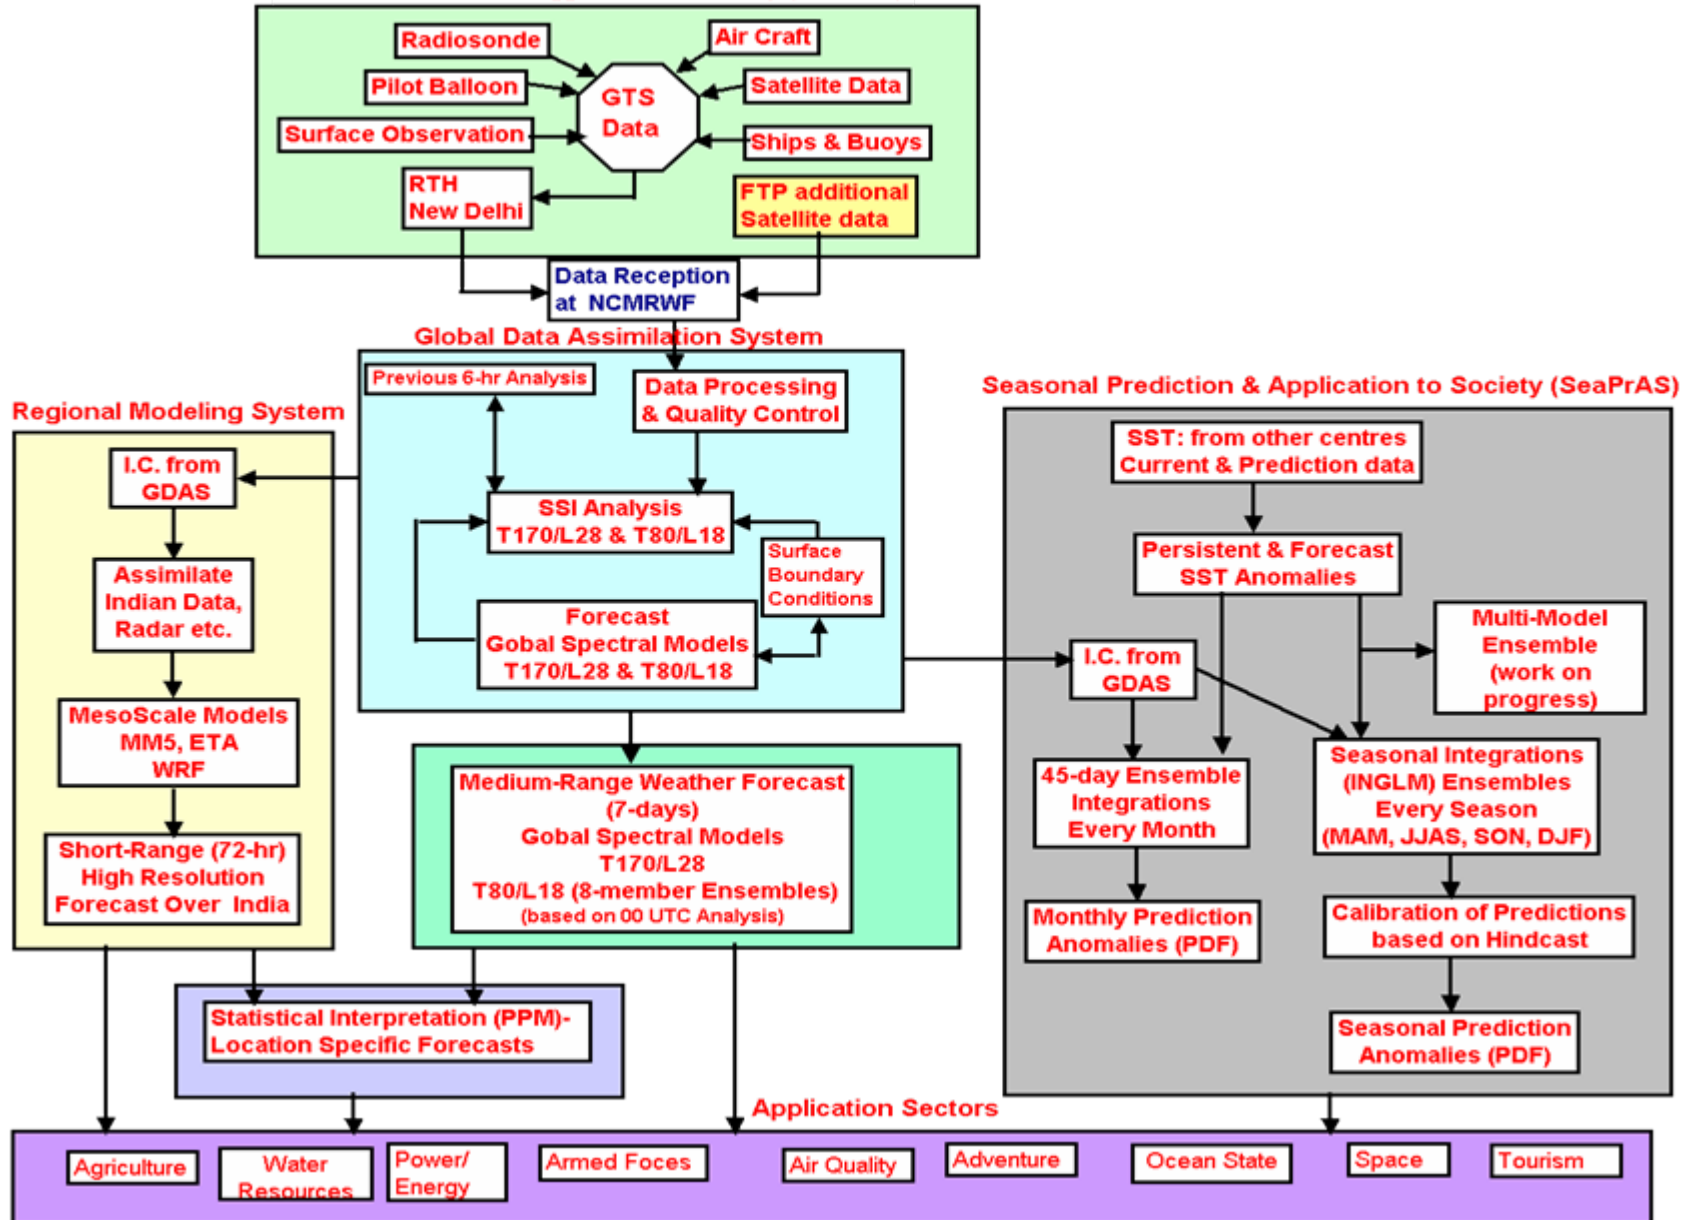 Radiosonde
Air Craft
Pilot Balloon
GTS
Data
Satellite Data
Surface Observation
Ships & Buoys
RTH
New Delhi
FTP additional
Satellite data
Data Reception
at NCMRWF
Global Data Assimilation System
Previous 6-hr Analysis
Data Processing
& Quality Control
SSI Analysis
T170/L28 & T80/L18
Surface
Boundary
Conditions
Forecast
Gobal Spectral Models
T170/L28 & T80/L18
Regional Modeling System
I.C. from
GDAS
Assimilate
Indian Data,
Radar etc.
MesoScale Models
MM5, ETA
WRF
Short-Range (72-hr)
High Resolution
Forecast Over India
Medium-Range Weather Forecast
(7-days)
Gobal Spectral Models
T170/L28
T80/L18 (8-member Ensembles)
(based on 00 UTC Analysis)
Statistical Interpretation (PPM)-
Location Specific Forecasts
Seasonal Prediction & Application to Society (SeaPrAS)
SST: from other centres
Current & Prediction data
Persistent & Forecast
SST Anomalies
Multi-Model
Ensemble
(work on
progress)
I.C. from
GDAS
45-day Ensemble
Integrations
Every Month
Monthly Prediction
Anomalies (PDF)
Seasonal Integrations
(INGLM) Ensembles
Every Season
(MAM, JJAS, SON, DJF)
Calibration of Predictions
based on Hindcast
Seasonal Prediction
Anomalies (PDF)
Application Sectors
Agriculture
Water
Resources
Power/
Energy
Armed Foces
Air Quality
Adventure
Ocean State
Space
Tourism